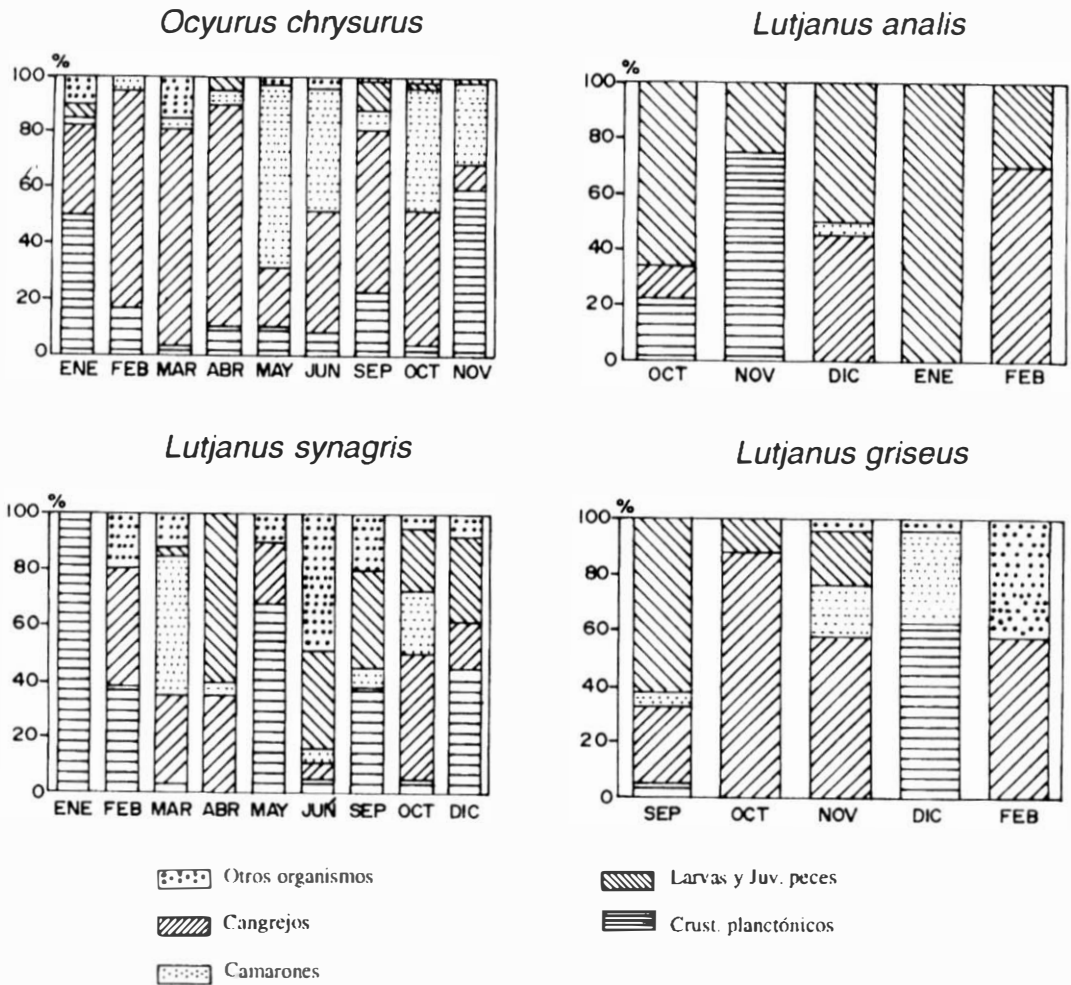 Ocyurus chrysurus
%
100
80
60
40
20
0
ENE FEB MAR ABR MAY JUN SEP OCT NOV
Lutjanus analis
%
100
80
60
40
20
0
OCT NOV DIC ENE FEB
Lutjanus synagris
%
100
80
60
40
20
0
ENE FEB MAR ABR MAY JUN SEP OCT DIC
Lutjanus griseus
%
100
80
60
40
20
0
SEP OCT NOV DIC FEB
Otros organismos
Cangrejos
Camarones
Larvas y Juv. peces
Crust. planctónicos